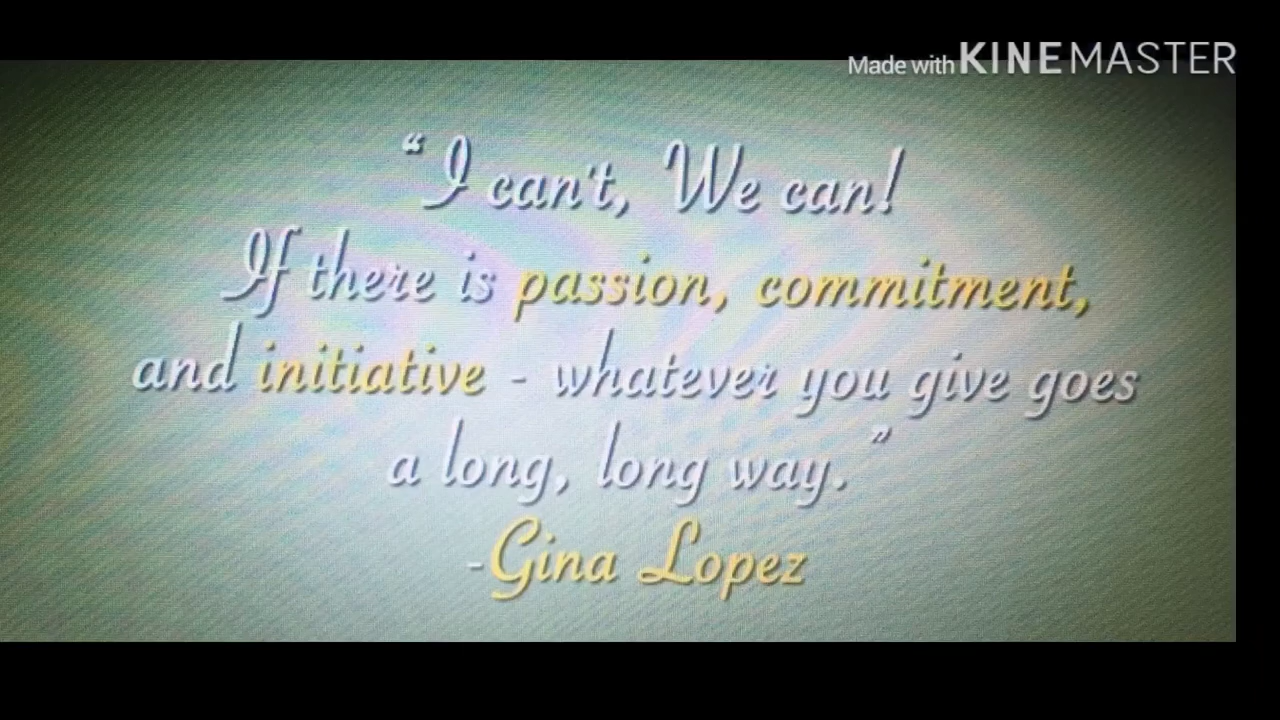 Made with KINEMASTER
“I can't, We can!
If there is passion, commitment,
and initiative - whatever you give goes
a long, long way.”
-Gina Lopez